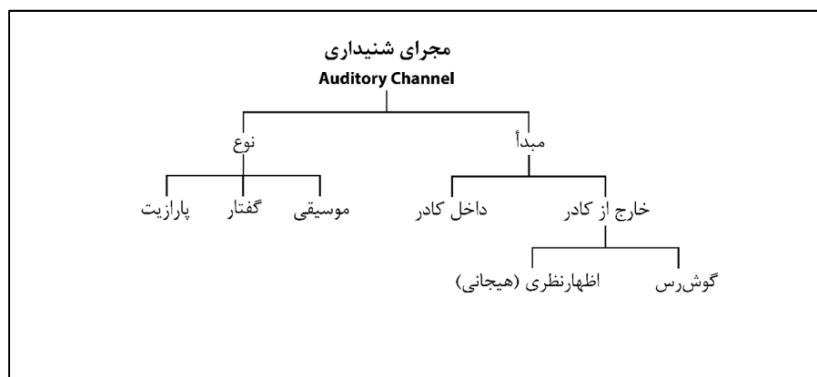 مجرای شنیداری
Auditory Channel
مبدأ
نوع
خارج از کادر
داخل کادر
موسیقی
گفتار
پارازیت
گوش‌رس
اظهارنظری (هیجانی)